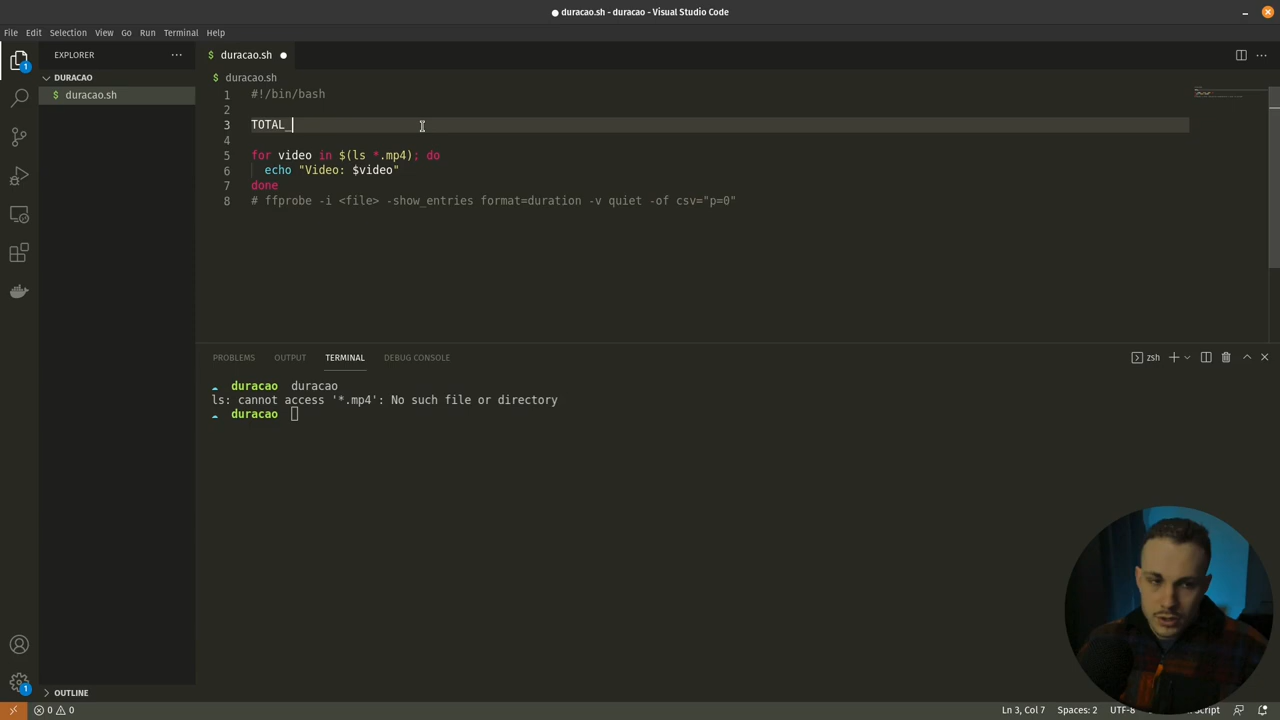 ● duracao.sh - duracao - Visual Studio Code
File Edit Selection View Go Run Terminal Help
EXPLORER
DURACAO
$ duracao.sh
OUTLINE
1
1
$ duracao.sh ●
$ duracao.sh
1 #!/bin/bash
2
3 TOTAL_
4
5 for video in $(ls *.mp4); do
6 echo "Video: $video"
7 done
8 # ffprobe -i <file> -show_entries format=duration -v quiet -of csv="p=0"
PROBLEMS OUTPUT TERMINAL DEBUG CONSOLE
zsh
duracao duracao
ls: cannot access '*.mp4': No such file or directory
duracao
0 0
Ln 3, Col 7 Spaces: 2 UTF-8